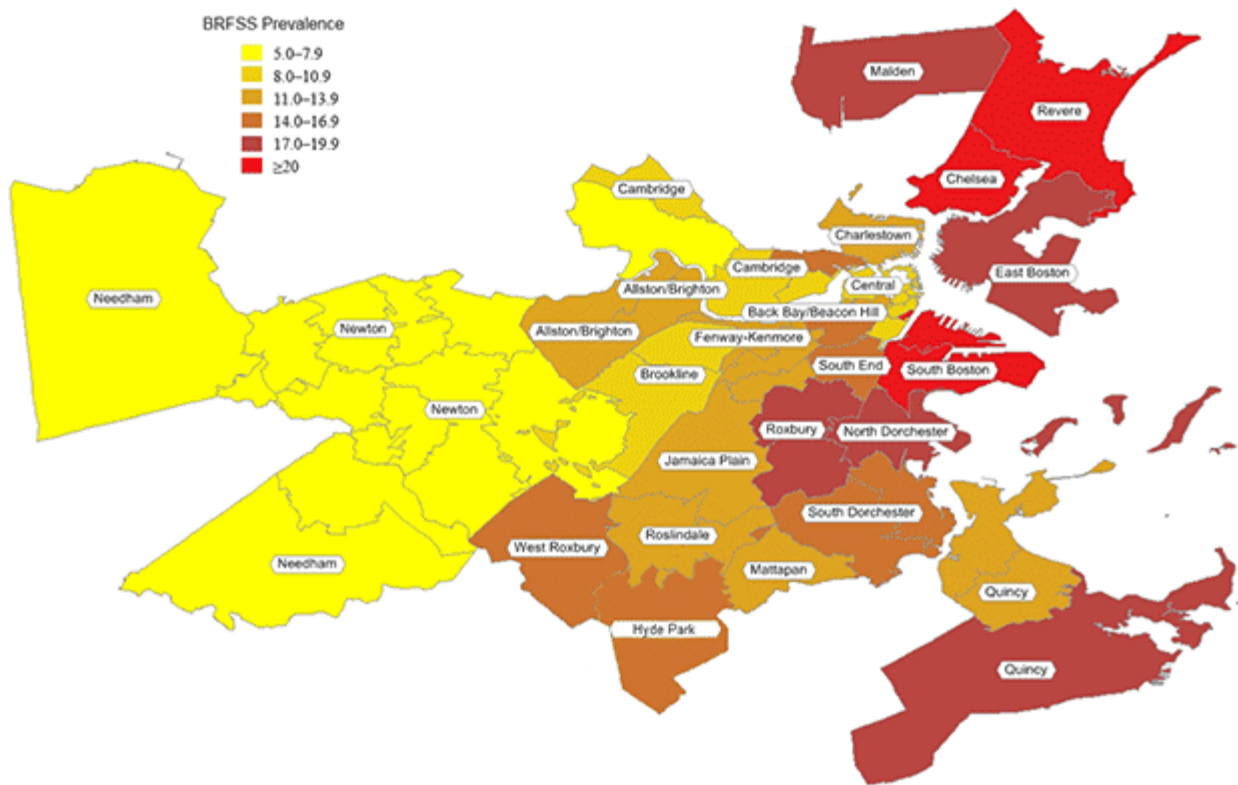 BRFSS Prevalence
5.0–7.9
8.0–10.9
11.0–13.9
14.0–16.9
17.0–19.9
≥20
Malden
Revere
Chelsea
Cambridge
Charlestown
Cambridge
East Boston
Central
Allston/Brighton
Needham
Back Bay/Beacon Hill
Newton
Allston/Brighton
Fenway-Kenmore
South End
South Boston
Brookline
Newton
Roxbury
North Dorchester
Jamaica Plain
South Dorchester
Roslindale
West Roxbury
Needham
Mattapan
Quincy
Hyde Park
Quincy